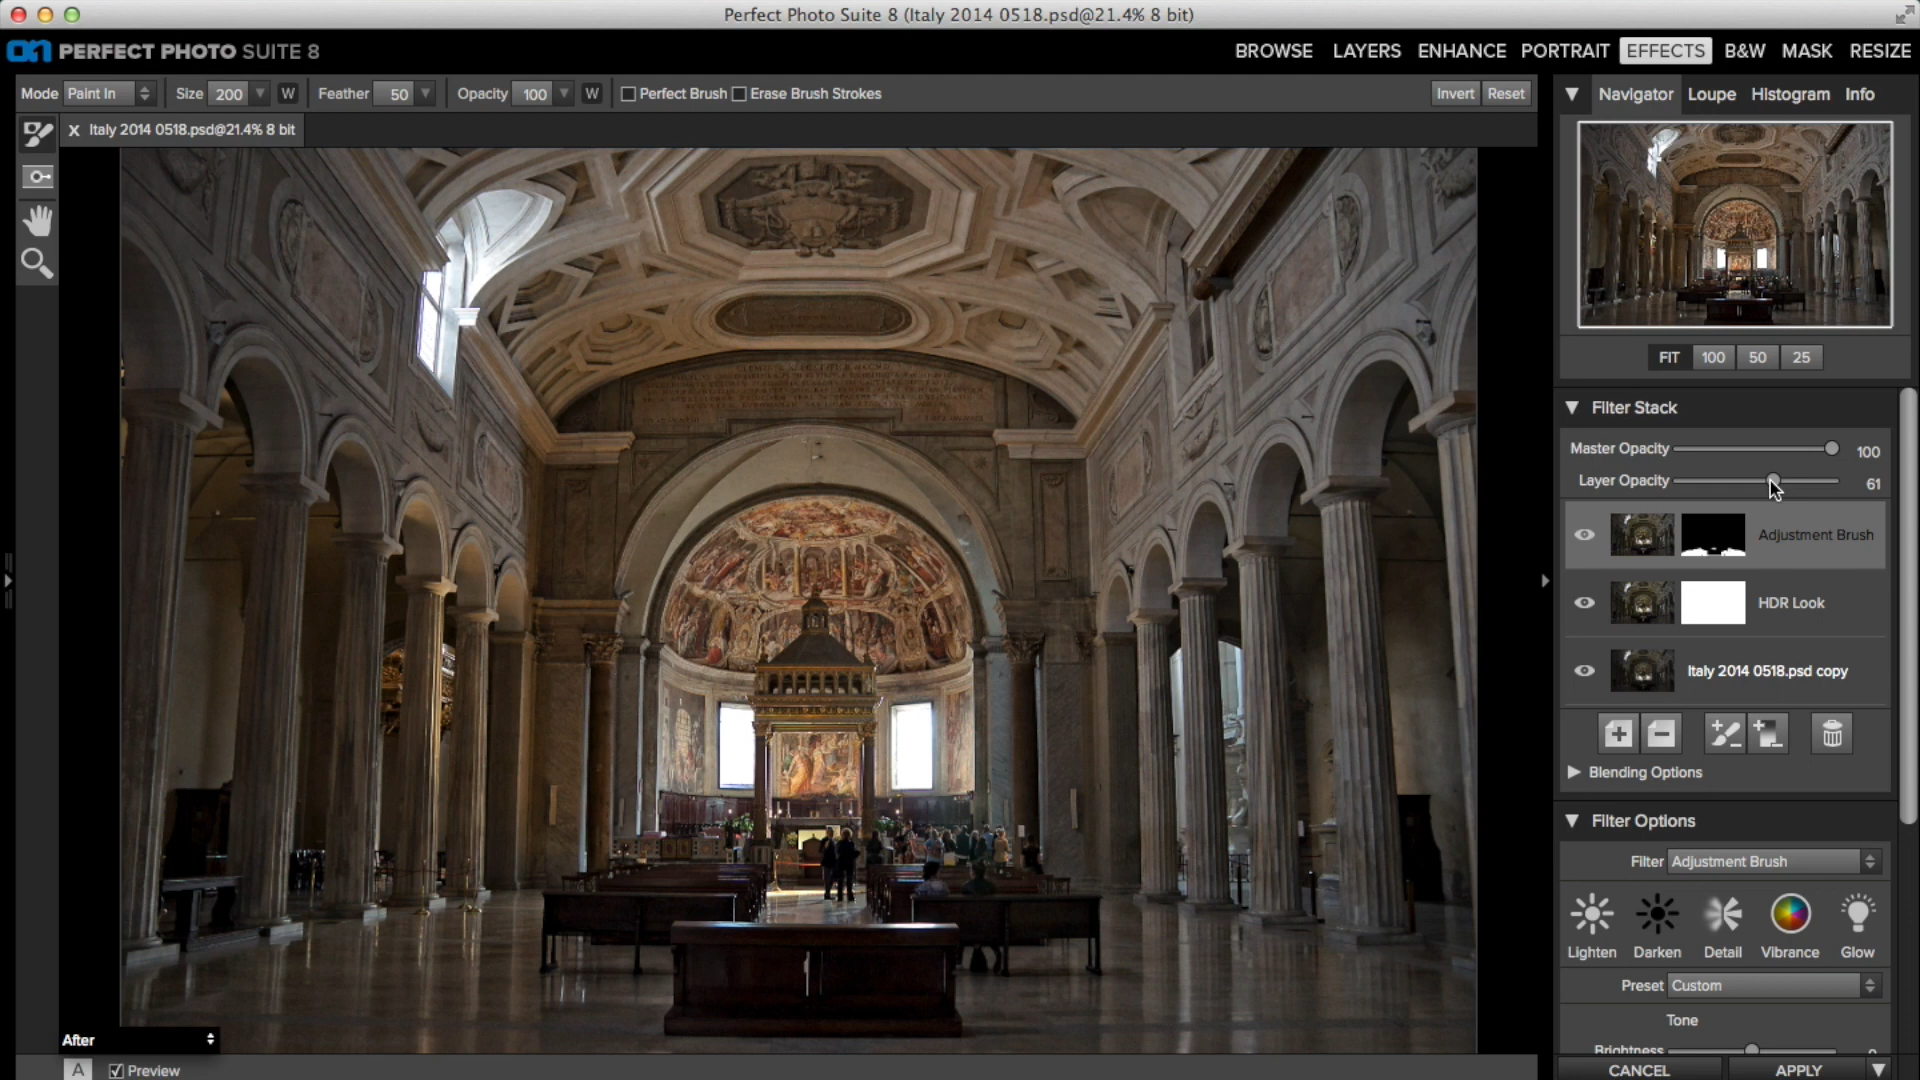 Perfect Photo Suite 8 (Italy 2014 0518.psd@21.4% 8 bit)
on PERFECT PHOTO SUITE 8
BROWSE LAYERS ENHANCE PORTRAIT EFFECTS B&W MASK RESIZE
Mode Paint In Size 200 W Feather 50 Opacity 100 W Perfect Brush Erase Brush Strokes Invert Reset
Navigator Loupe Histogram Info
X Italy 2014 0518.psd@21.4% 8 bit
FIT 100 50 25
Filter Stack
Master Opacity 100
Layer Opacity 61
Adjustment Brush
HDR Look
Italy 2014 0518.psd copy
Blending Options
Filter Options
Filter Adjustment Brush
Lighten Darken Detail Vibrance Glow
Preset Custom
Tone
Brightness 0
After
A Preview
CANCEL APPLY